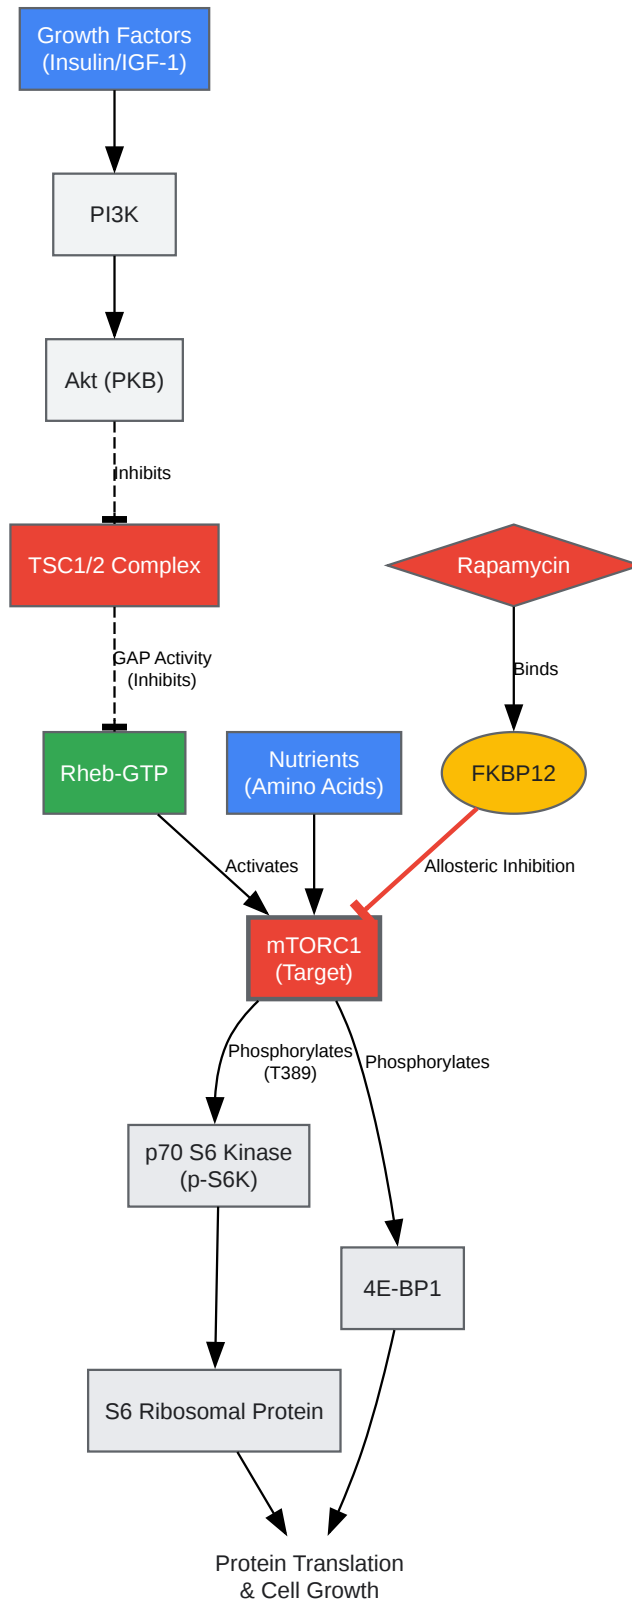 Growth Factors
(Insulin/IGF-1)
PI3K
Akt (PKB)
Inhibits
TSC1/2 Complex
Rapamycin
GAP Activity
(Inhibits)
Binds
Rheb-GTP
Nutrients
(Amino Acids)
FKBP12
Activates
Allosteric Inhibition
mTORC1
(Target)
Phosphorylates
(T389)
Phosphorylates
p70 S6 Kinase
(p-S6K)
4E-BP1
S6 Ribosomal Protein
Protein Translation
& Cell Growth